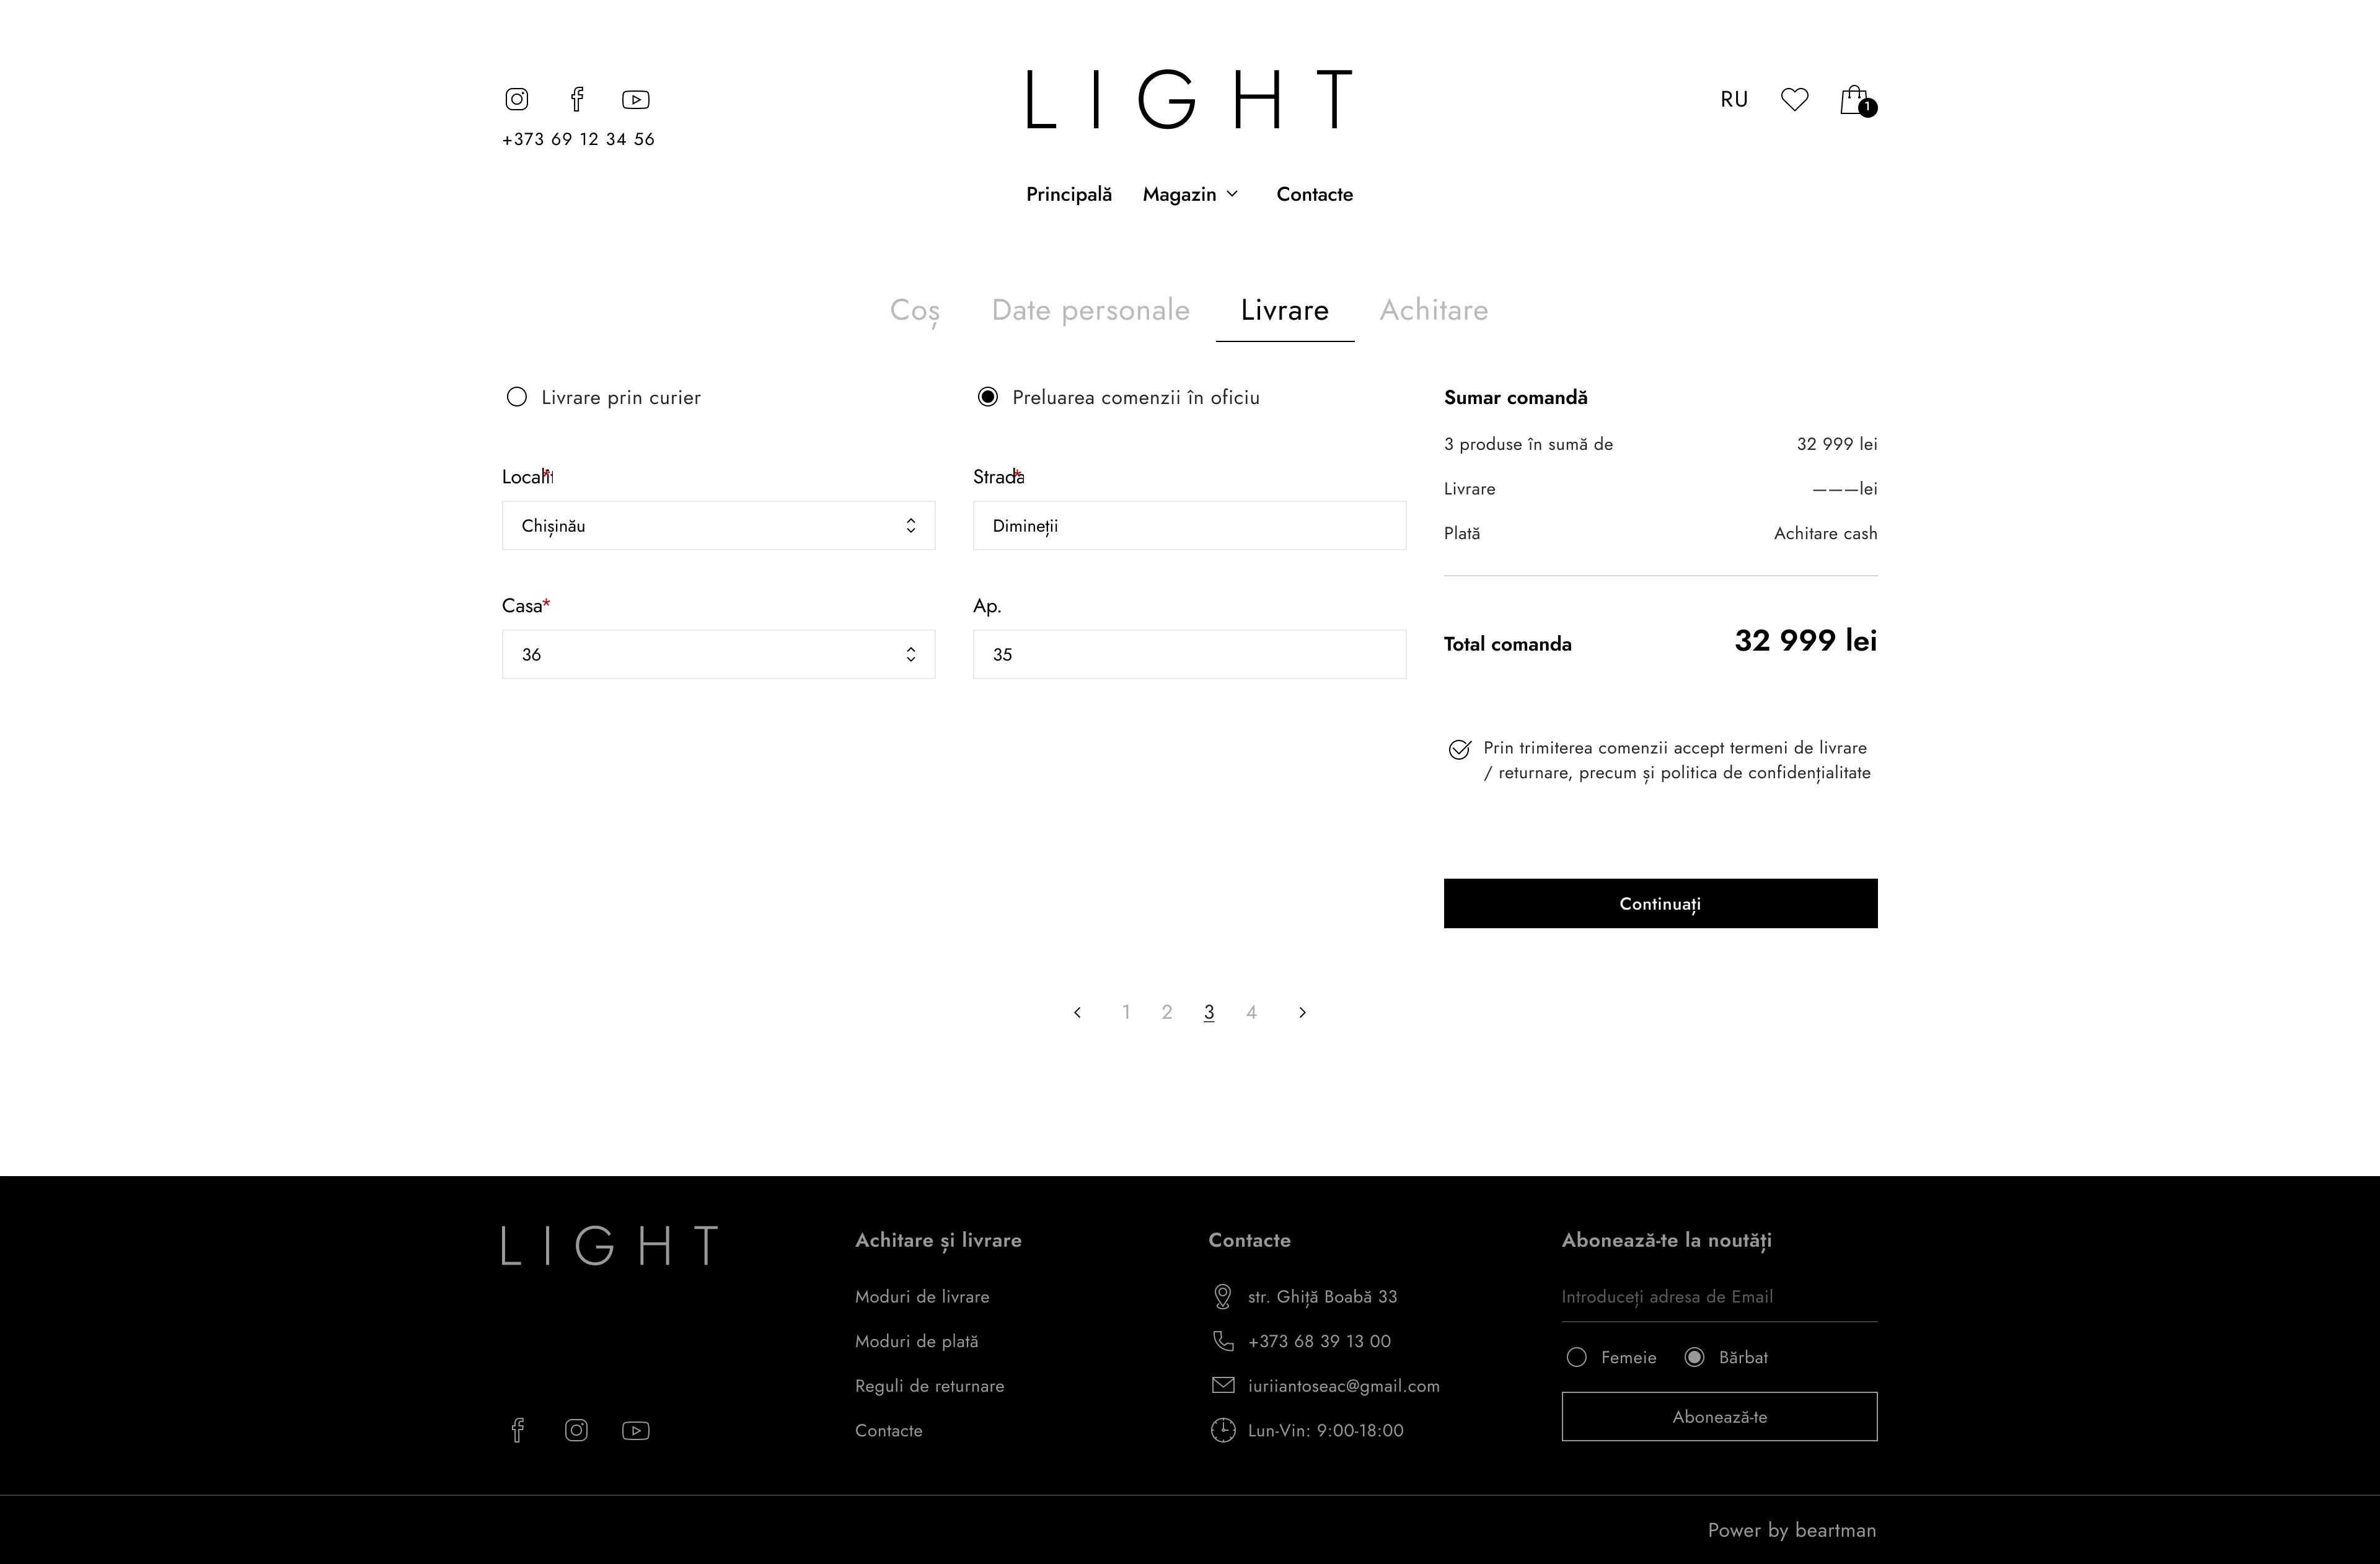 LIGHT
RU
1
+373 69 12 34 56
Principală Magazin Contacte
Coș Date personale Livrare Achitare
Livrare prin curier
Preluarea comenzii în oficiu
Strada*
Chișinău
Dimineții
Casa*
Ap.
36
35
Sumar comandă
3 produse în sumă de 32 999 lei
Livrare ———lei
Plată Achitare cash
Total comanda 32 999 lei
Prin trimiterea comenzii accept termeni de livrare
/ returnare, precum și politica de confidențialitate
Continuați
1 2 3 4
LIGHT
Achitare și livrare
Moduri de livrare
Moduri de plată
Reguli de returnare
Contacte
Contacte
str. Ghiță Boabă 33
+373 68 39 13 00
iuriiantoseac@gmail.com
Lun-Vin: 9:00-18:00
Abonează-te la noutăți
Introduceți adresa de Email
Femeie Bărbat
Abonează-te
Power by beartman